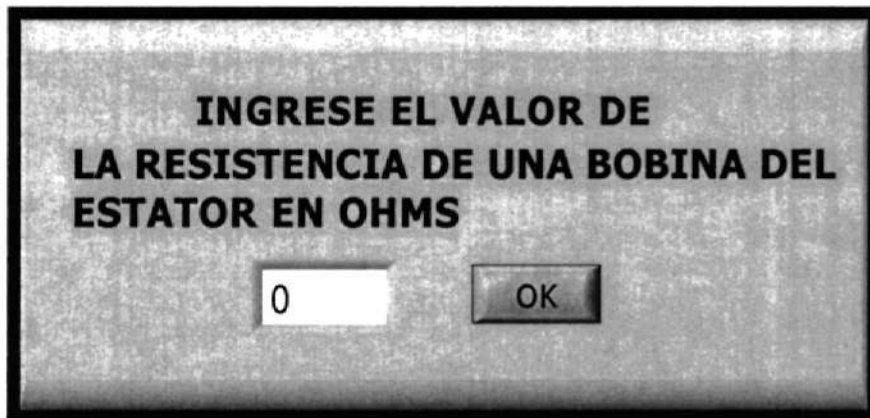 INGRESE EL VALOR DE
LA RESISTENCIA DE UNA BOBINA DEL
ESTATOR EN OHMS
0
OK